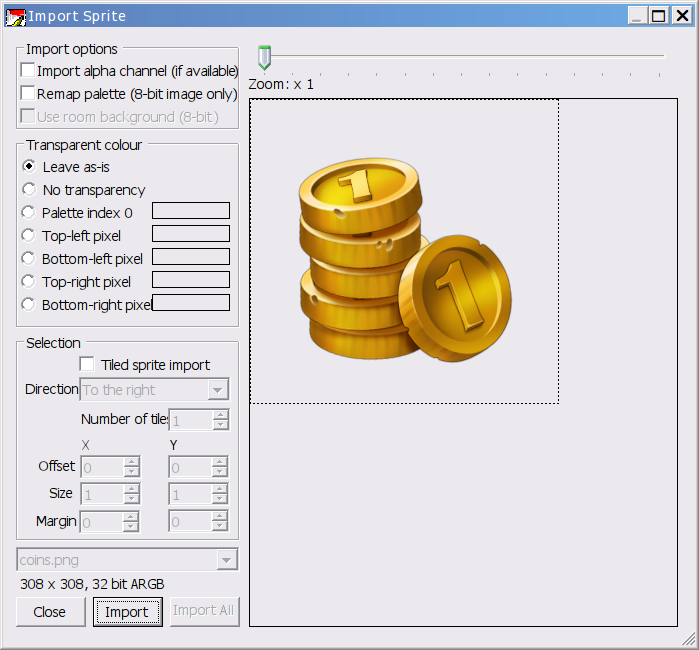 Import Sprite
Import options
Import alpha channel (if available)
Remap palette (8-bit image only)
Use room background (8-bit)
Transparent colour
Leave as-is
No transparency
Palette index 0
Top-left pixel
Bottom-left pixel
Top-right pixel
Bottom-right pixel
Selection
Tiled sprite import
Direction To the right
Number of tiles 1
X Y
Offset 0 0
Size 1 1
Margin 0 0
coins.png
308 x 308, 32 bit ARGB
Close Import Import All
Zoom: x 1
1
1